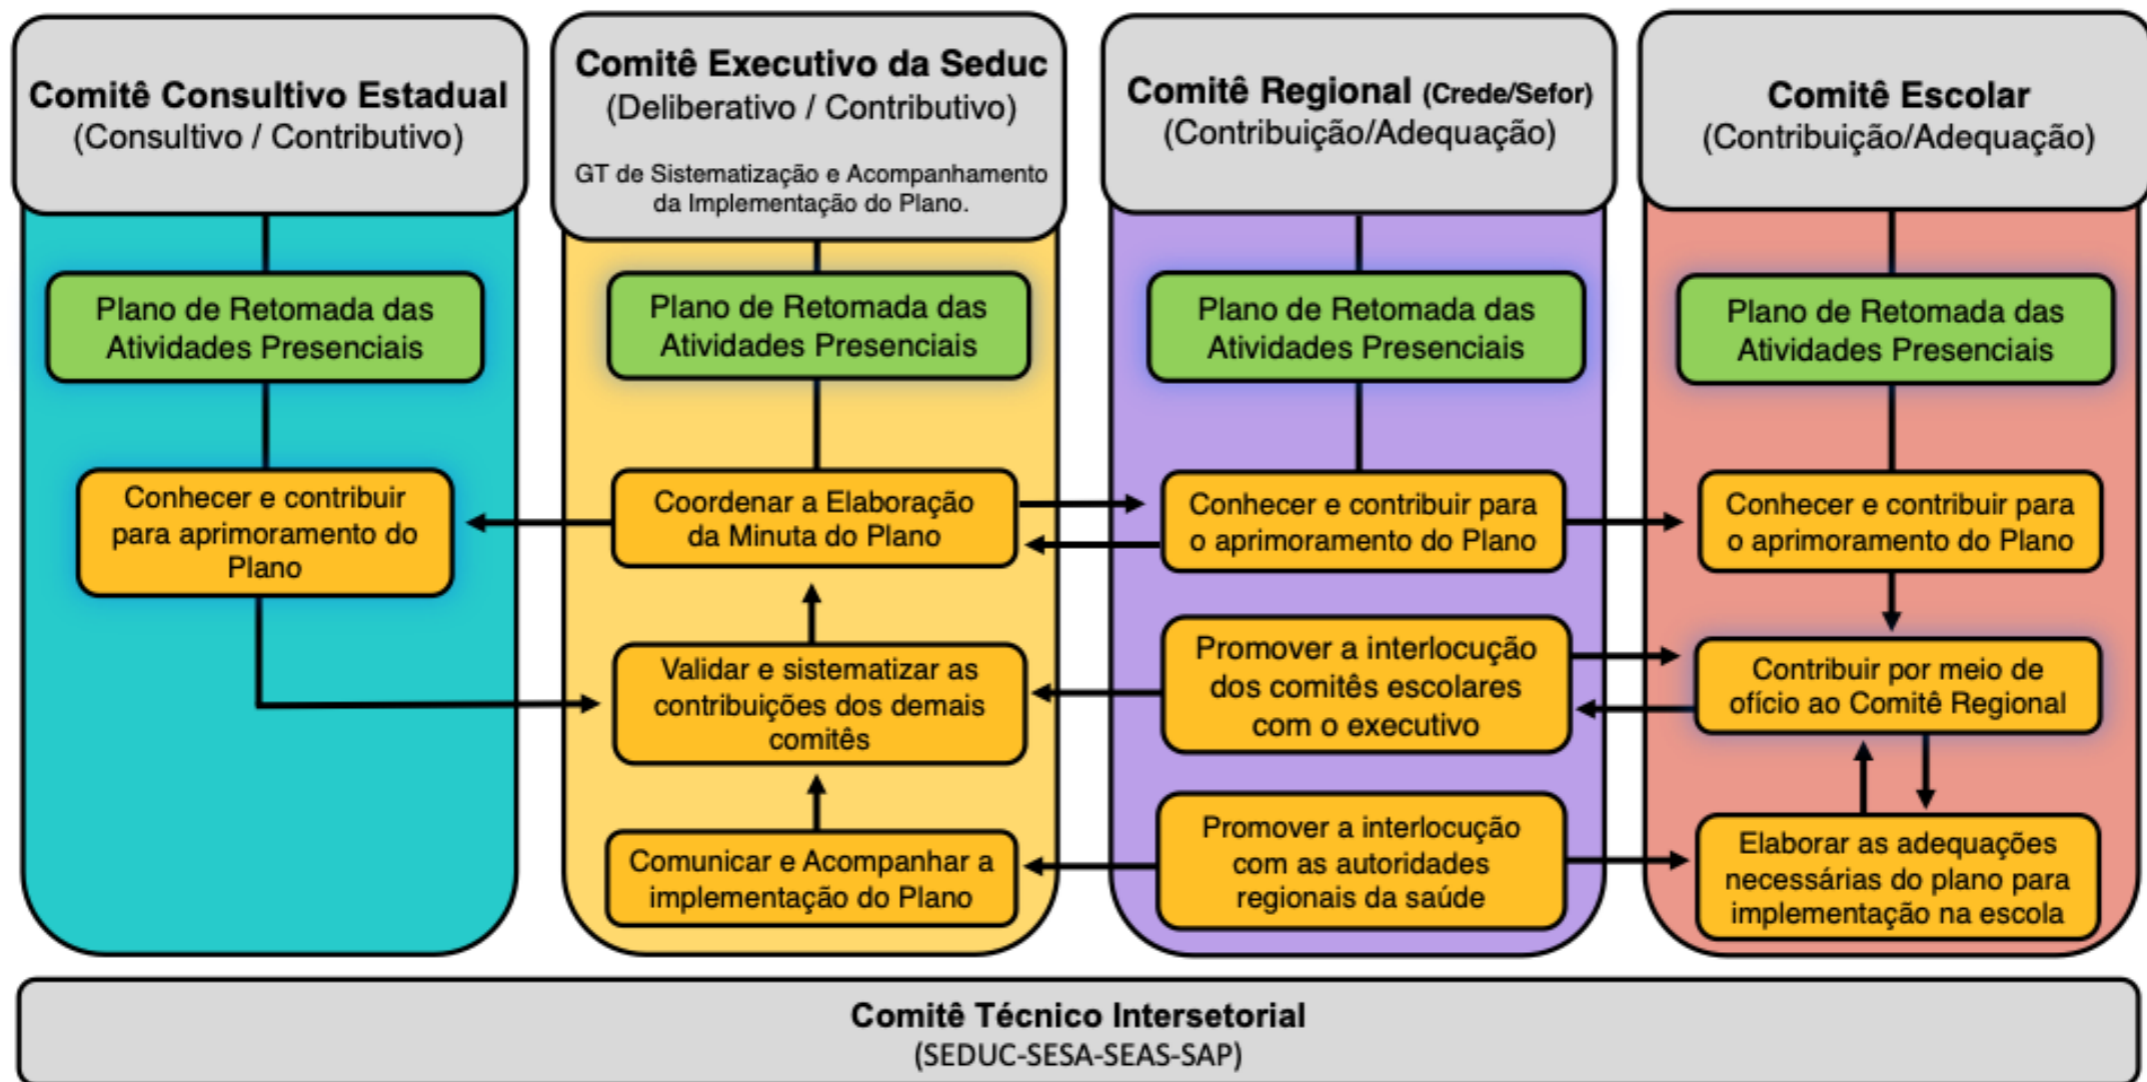 Comitê Consultivo Estadual
(Consultivo / Contributivo)
Plano de Retomada das
Atividades Presenciais
Conhecer e contribuir
para aprimoramento do
Plano
Comitê Executivo da Seduc
(Deliberativo / Contributivo)
GT de Sistematização e Acompanhamento
da Implementação do Plano.
Plano de Retomada das
Atividades Presenciais
Coordenar a Elaboração
da Minuta do Plano
Validar e sistematizar as
contribuições dos demais
comitês
Comunicar e Acompanhar a
implementação do Plano
Comitê Regional (Crede/Sefor)
(Contribuição/Adequação)
Plano de Retomada das
Atividades Presenciais
Conhecer e contribuir para
o aprimoramento do Plano
Promover a interlocução
dos comitês escolares
com o executivo
Promover a interlocução
com as autoridades
regionais da saúde
Comitê Escolar
(Contribuição/Adequação)
Plano de Retomada das
Atividades Presenciais
Conhecer e contribuir para
o aprimoramento do Plano
Contribuir por meio de
ofício ao Comitê Regional
Elaborar as adequações
necessárias do plano para
implementação na escola
Comitê Técnico Intersetorial
(SEDUC-SESA-SEAS-SAP)